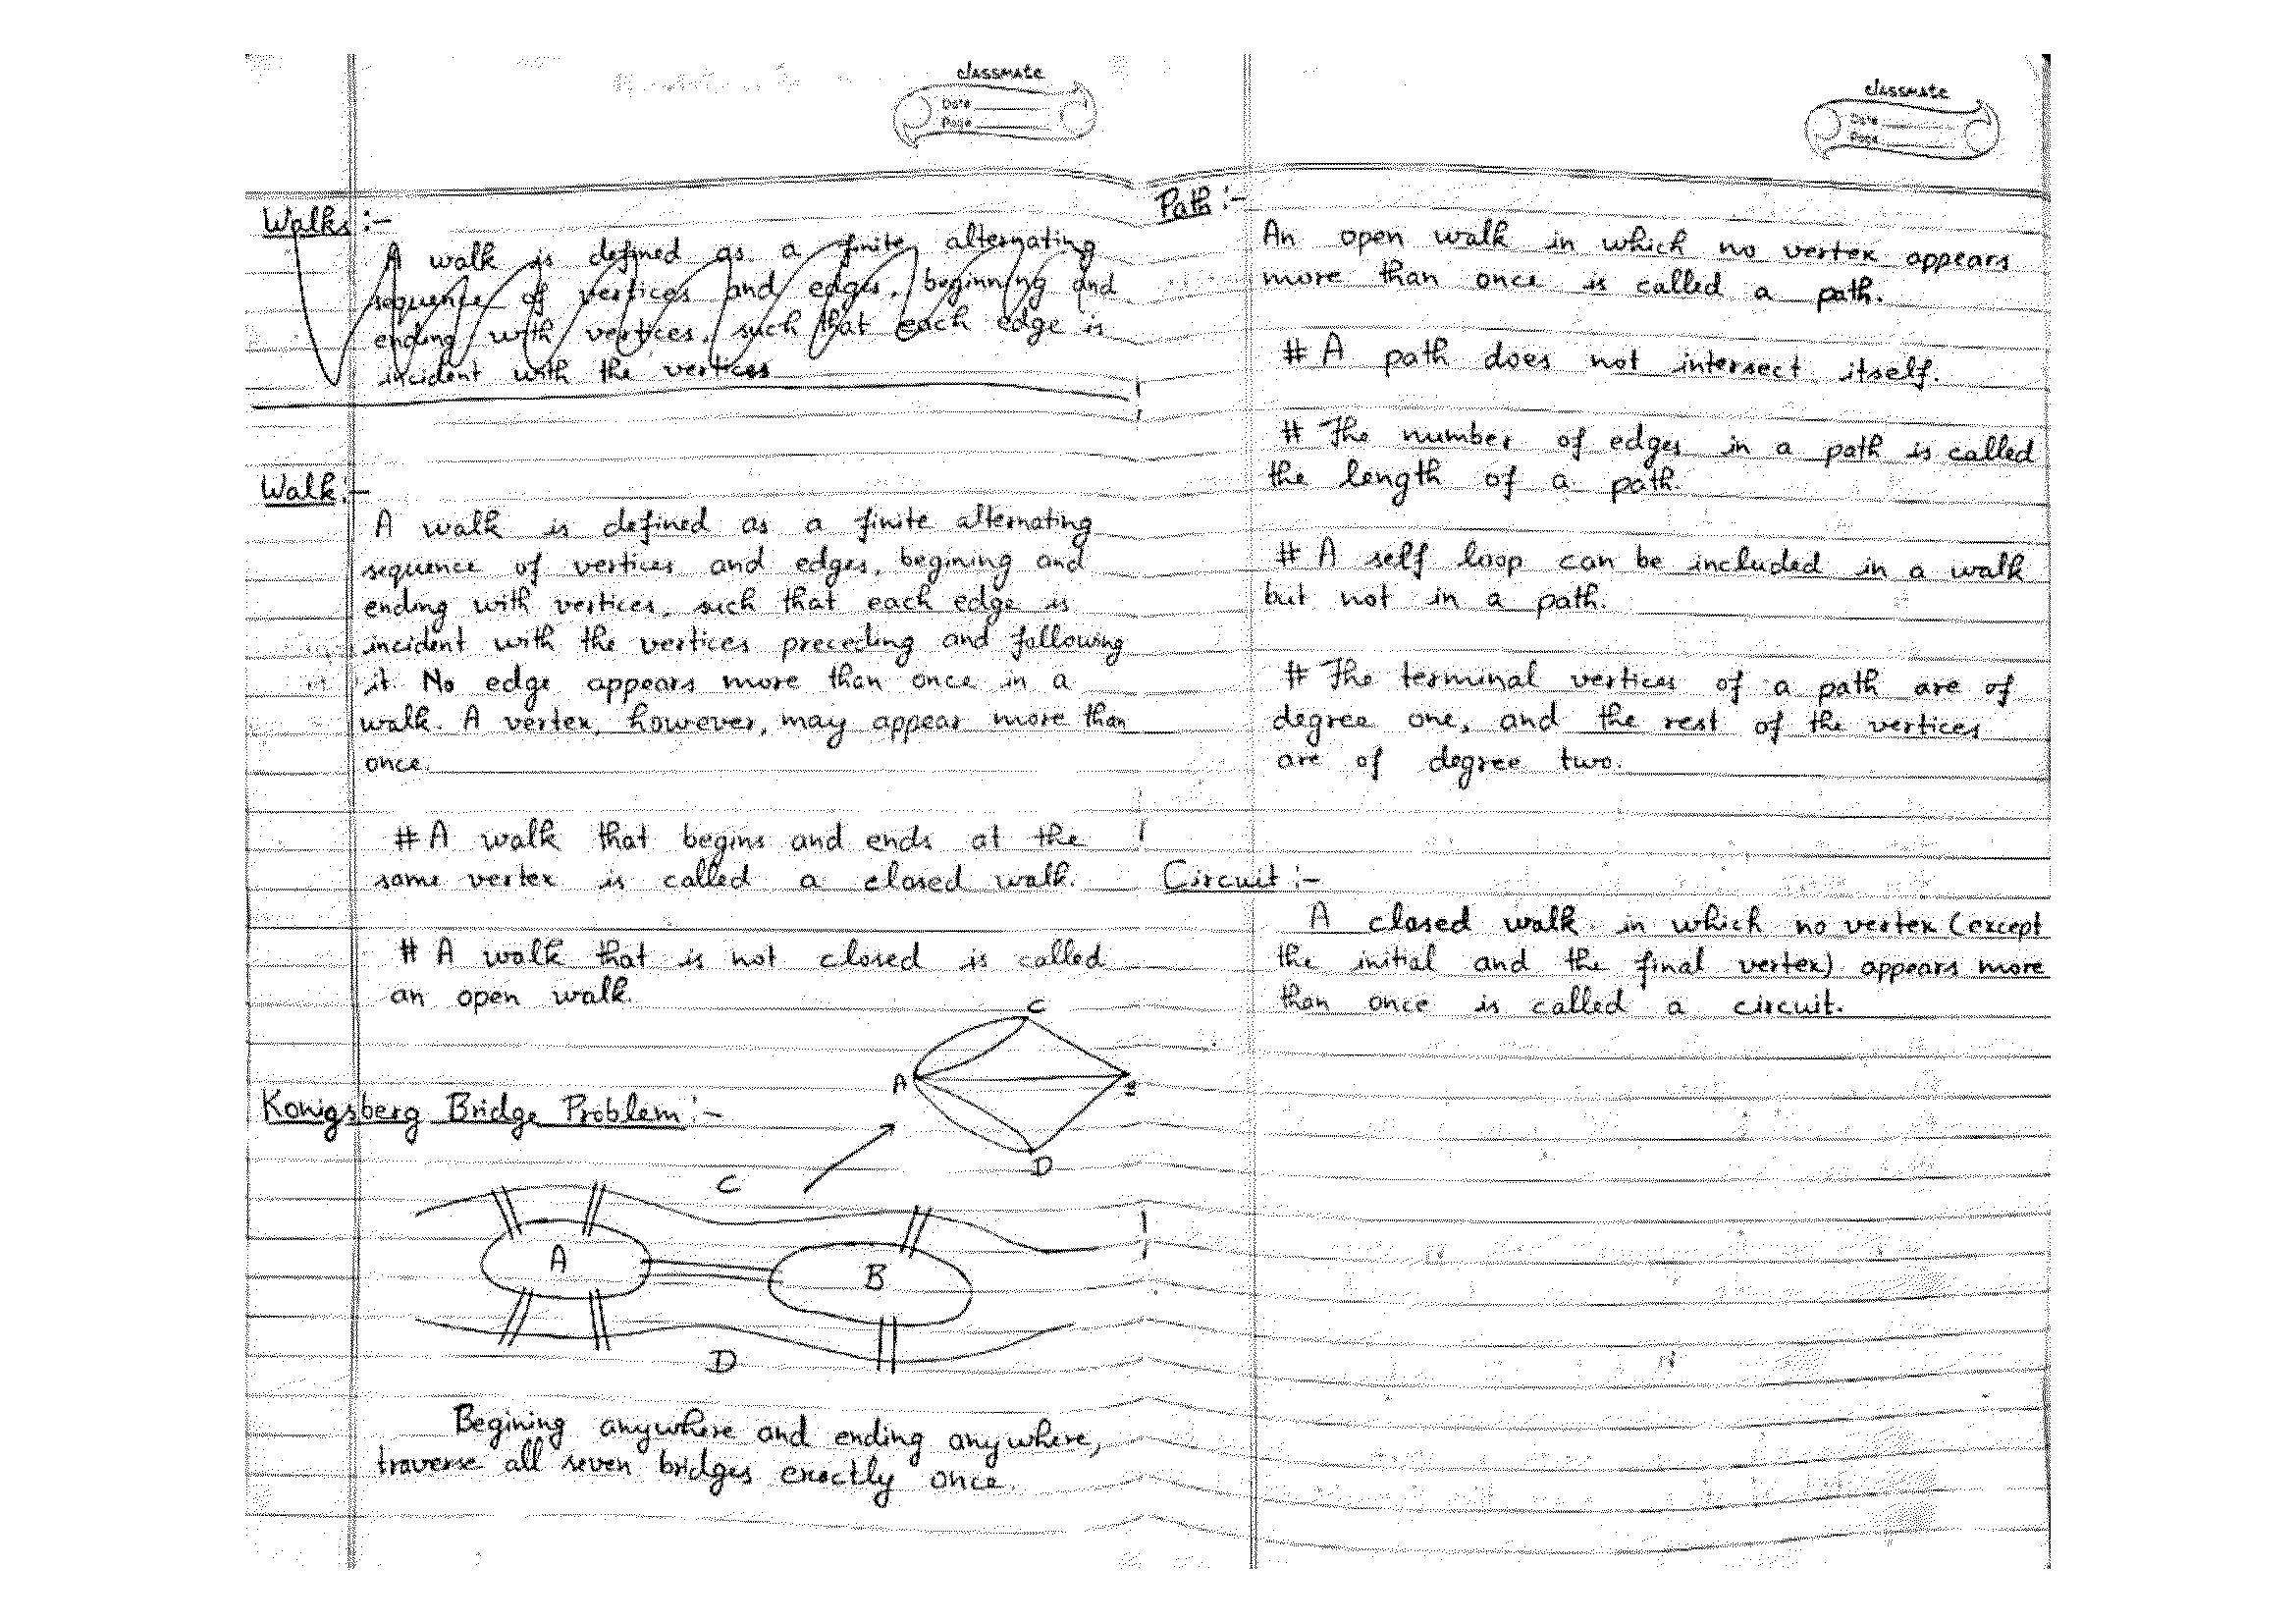 classmate
Date
Page
Walks :-
A walk is defined as a finite alternating
sequence of vertices and edges, beginning and
ending with vertices, such that each edge is
incident with the vertices
Walk :-
A walk is defined as a finite alternating
sequence of vertices and edges, begining and
ending with vertices, such that each edge is
incident with the vertices preceding and following
it. No edge appears more than once in a
walk. A vertex, however, may appear more than
once.
# A walk that begins and ends at the
same vertex is called a closed walk.
# A walk that is not closed is called
an open walk.
C
A
B
D
Konigsberg Bridge Problem :-
C
A
B
D
Begining anywhere and ending anywhere,
traverse all seven bridges exactly once.
classmate
Date
Page
Path :-
An open walk in which no vertex appears
more than once is called a path.
# A path does not intersect itself.
# The number of edges in a path is called
the length of a path.
# A self loop can be included in a walk
but not in a path.
# The terminal vertices of a path are of
degree one, and the rest of the vertices
are of degree two.
Circuit :-
A closed walk in which no vertex (except
the initial and the final vertex) appears more
than once is called a circuit.